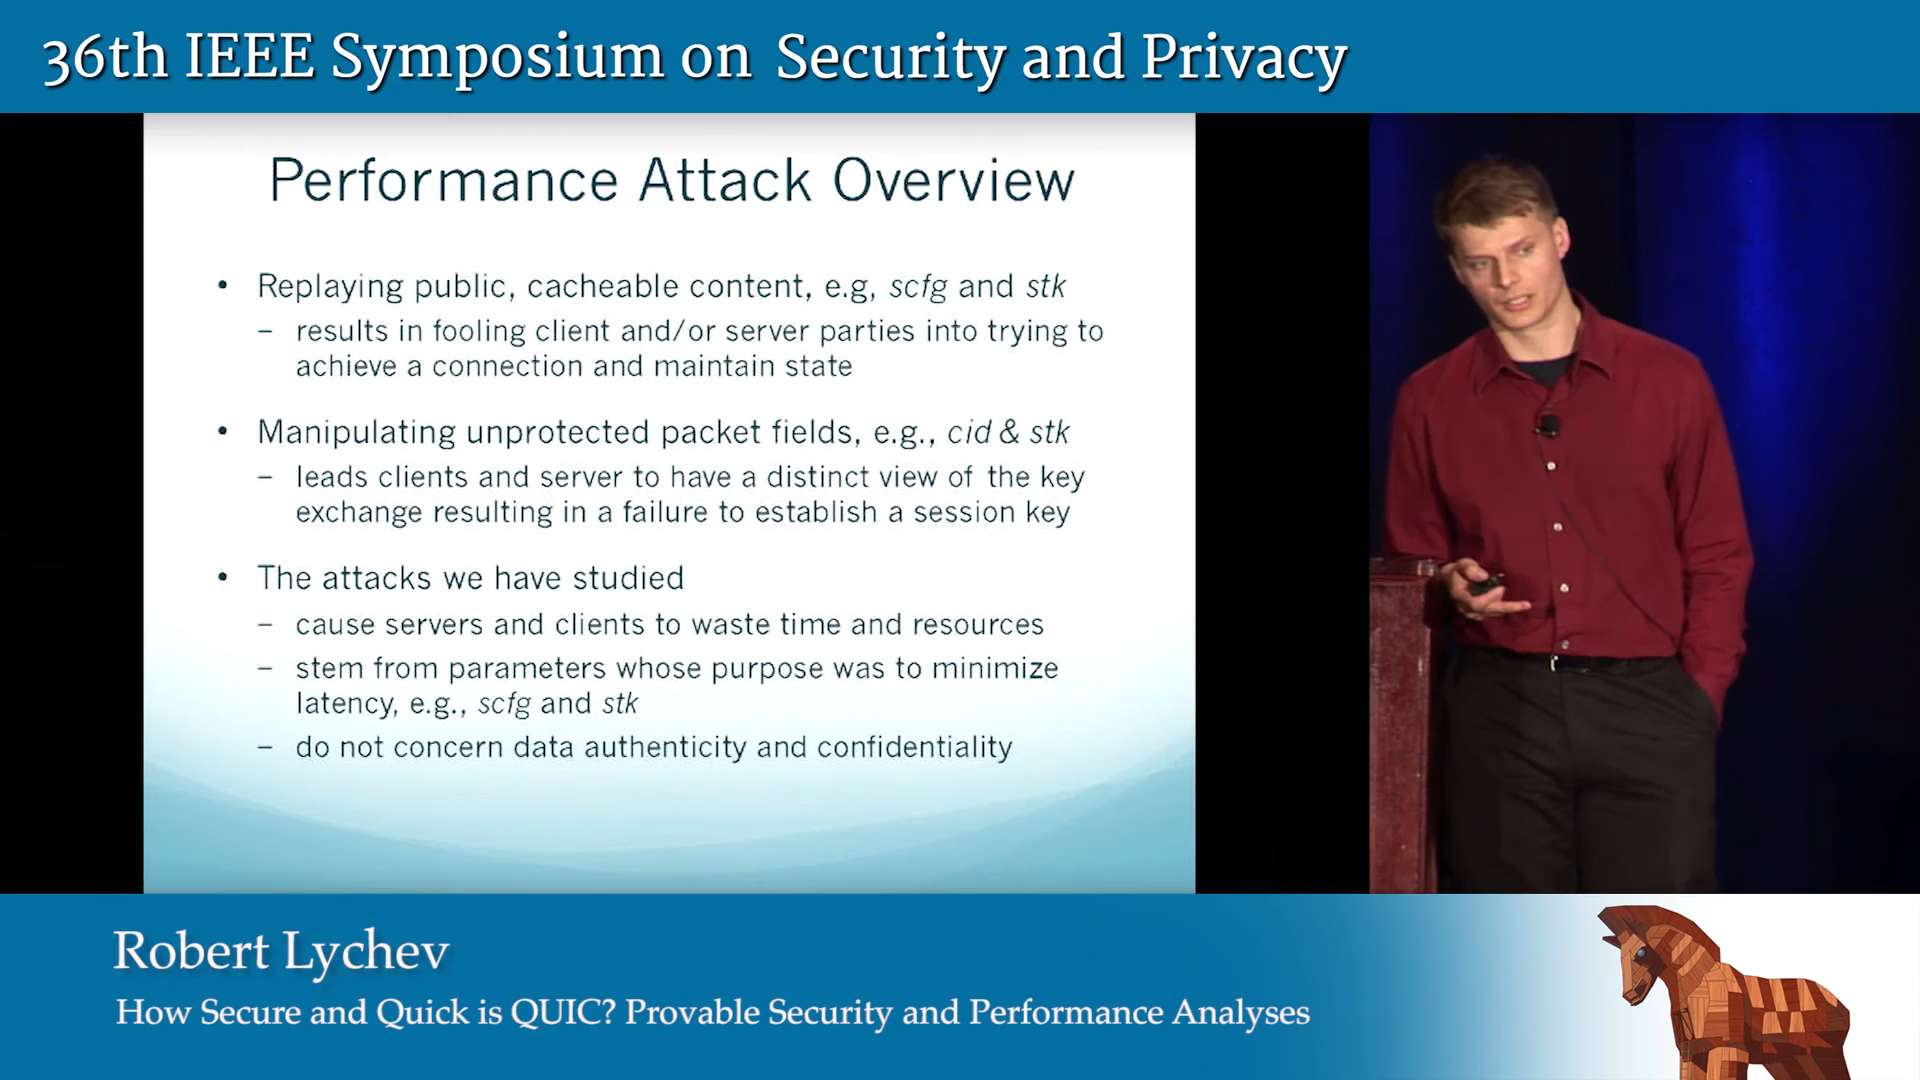 36th IEEE Symposium on Security and Privacy
Performance Attack Overview
• Replaying public, cacheable content, e.g, scfg and stk
– results in fooling client and/or server parties into trying to
achieve a connection and maintain state
• Manipulating unprotected packet fields, e.g., cid & stk
– leads clients and server to have a distinct view of the key
exchange resulting in a failure to establish a session key
• The attacks we have studied
– cause servers and clients to waste time and resources
– stem from parameters whose purpose was to minimize
latency, e.g., scfg and stk
– do not concern data authenticity and confidentiality
Robert Lychev
How Secure and Quick is QUIC? Provable Security and Performance Analyses